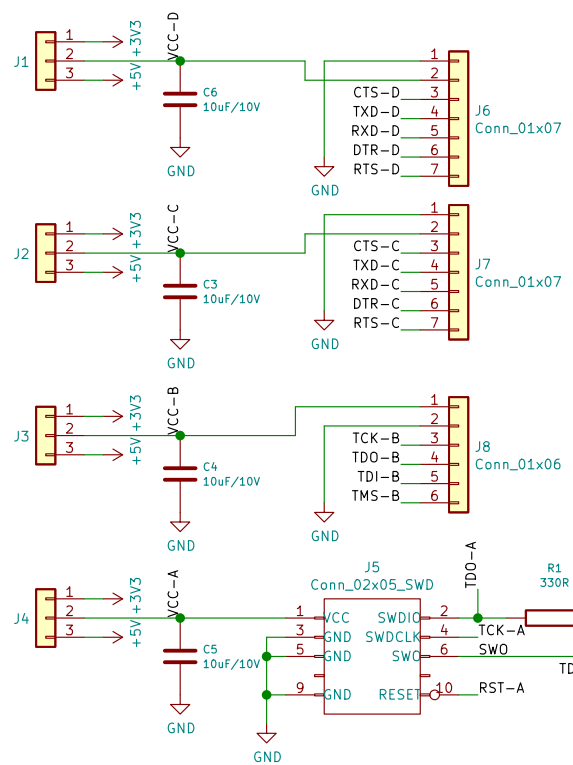 J1
1
2
3
+3V3
+5V
VCC-D
C6
10uF/10V
GND
GND
1
2
CTS-D 3
TXD-D 4
RXD-D 5
DTR-D 6
RTS-D 7
J6
Conn_01x07
J2
1
2
3
+3V3
+5V
VCC-C
C3
10uF/10V
GND
GND
1
2
CTS-C 3
TXD-C 4
RXD-C 5
DTR-C 6
RTS-C 7
J7
Conn_01x07
J3
1
2
3
+3V3
+5V
VCC-B
C4
10uF/10V
GND
GND
1
2
TCK-B 3
TDO-B 4
TDI-B 5
TMS-B 6
J8
Conn_01x06
J4
1
2
3
+3V3
+5V
VCC-A
C5
10uF/10V
GND
GND
J5
Conn_02x05_SWD
1 VCC SWDIO 2
3 GND SWDCLK 4
5 GND SWO 6
9 GND RESET 10
TDO-A
TCK-A
SWO
RST-A
R1
330R
TD